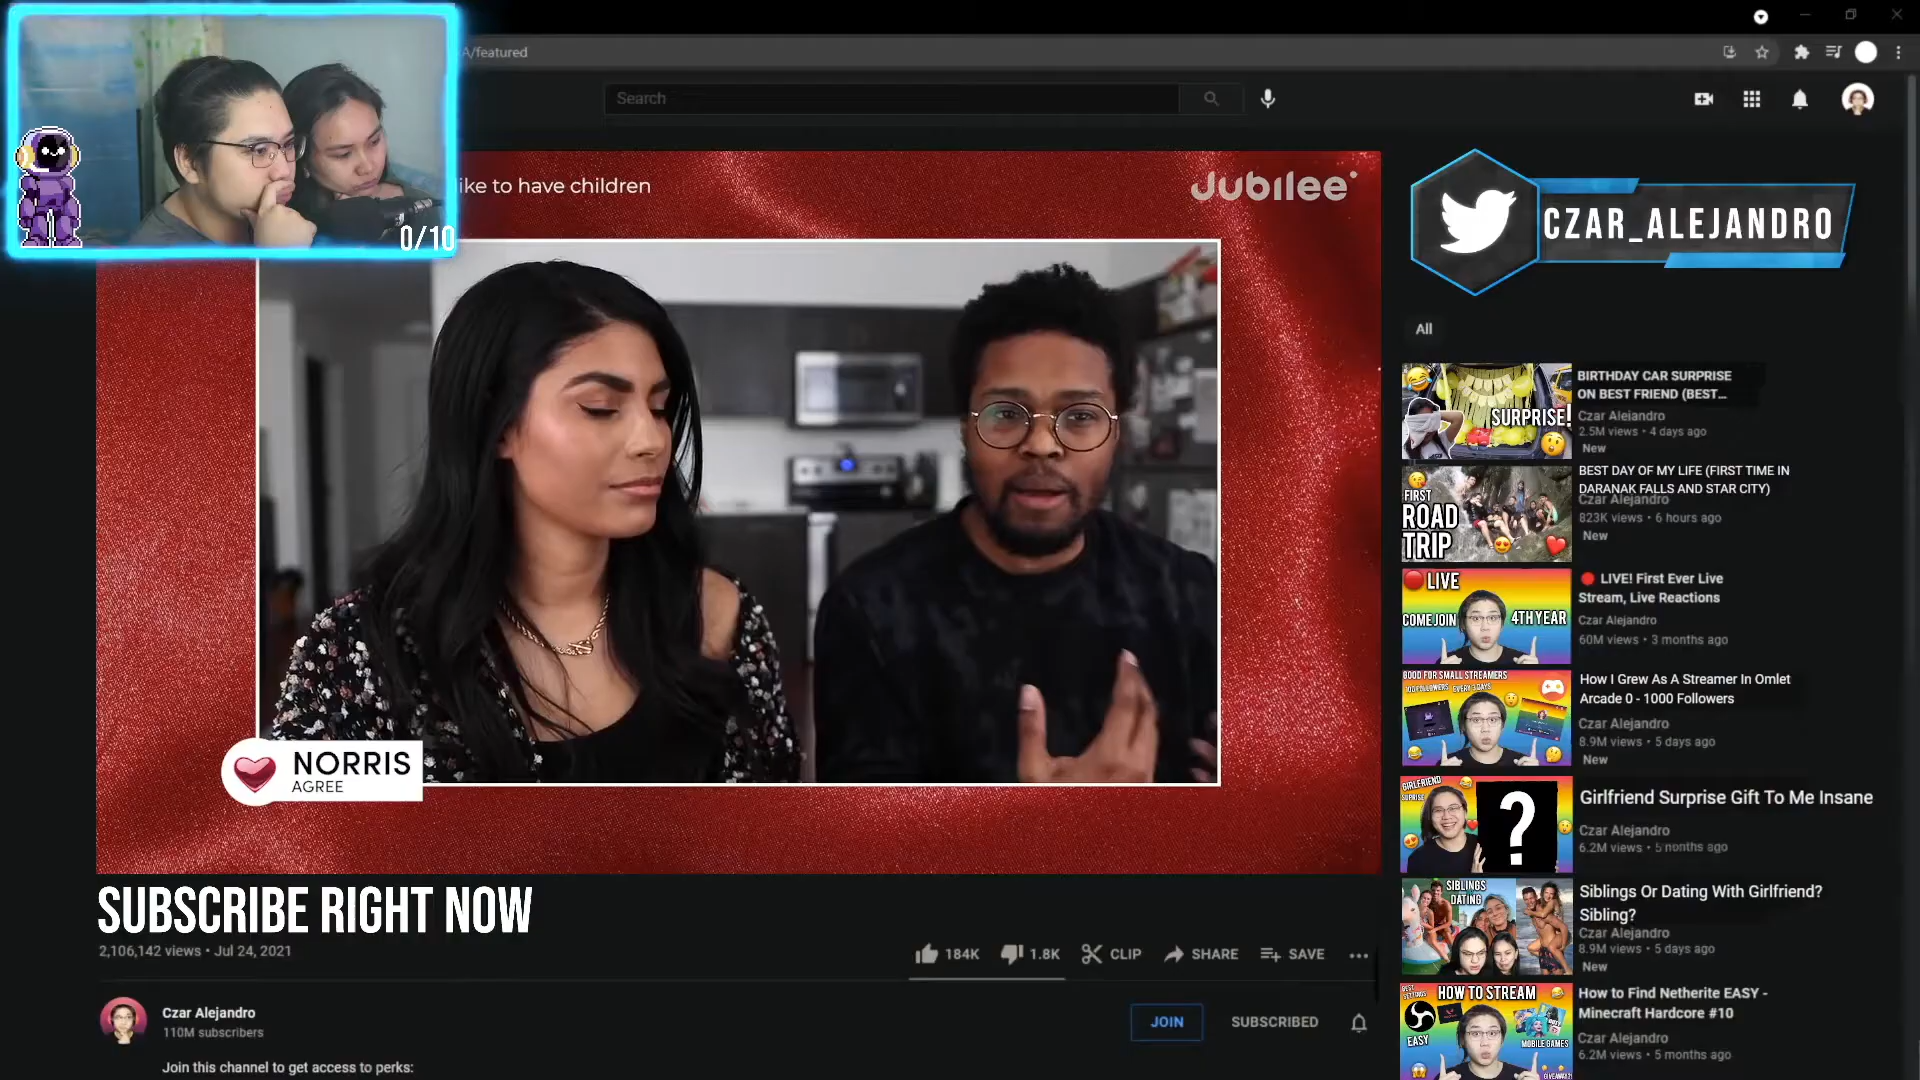 A/featured
Search
0/10
ike to have children
Jubilee
CZAR_ALEJANDRO
All
NORRIS
AGREE
SURPRISE!
BIRTHDAY CAR SURPRISE
ON BEST FRIEND (BEST...
Czar Alejandro
2.5M views • 4 days ago
New
FIRST
ROAD
TRIP
BEST DAY OF MY LIFE (FIRST TIME IN
DARANAK FALLS AND STAR CITY)
Czar Alejandro
823K views • 6 hours ago
New
LIVE
COME JOIN
4TH YEAR
LIVE! First Ever Live
Stream, Live Reactions
Czar Alejandro
60M views • 3 months ago
GOOD FOR SMALL STREAMERS
How I Grew As A Streamer In Omlet
Arcade 0 - 1000 Followers
Czar Alejandro
8.9M views • 5 days ago
New
GIRLFRIEND
?
Girlfriend Surprise Gift To Me Insane
Czar Alejandro
6.2M views • 5 months ago
SIBLINGS
DATING
Siblings Or Dating With Girlfriend?
Sibling?
Czar Alejandro
8.9M views • 5 days ago
New
HOW TO STREAM
EASY
MOBILE GAMES
How to Find Netherite EASY -
Minecraft Hardcore #10
Czar Alejandro
6.2M views • 5 months ago
SUBSCRIBE RIGHT NOW
2,106,142 views • Jul 24, 2021
184K
1.8K
CLIP
SHARE
SAVE
Czar Alejandro
110M subscribers
JOIN
SUBSCRIBED
Join this channel to get access to perks: